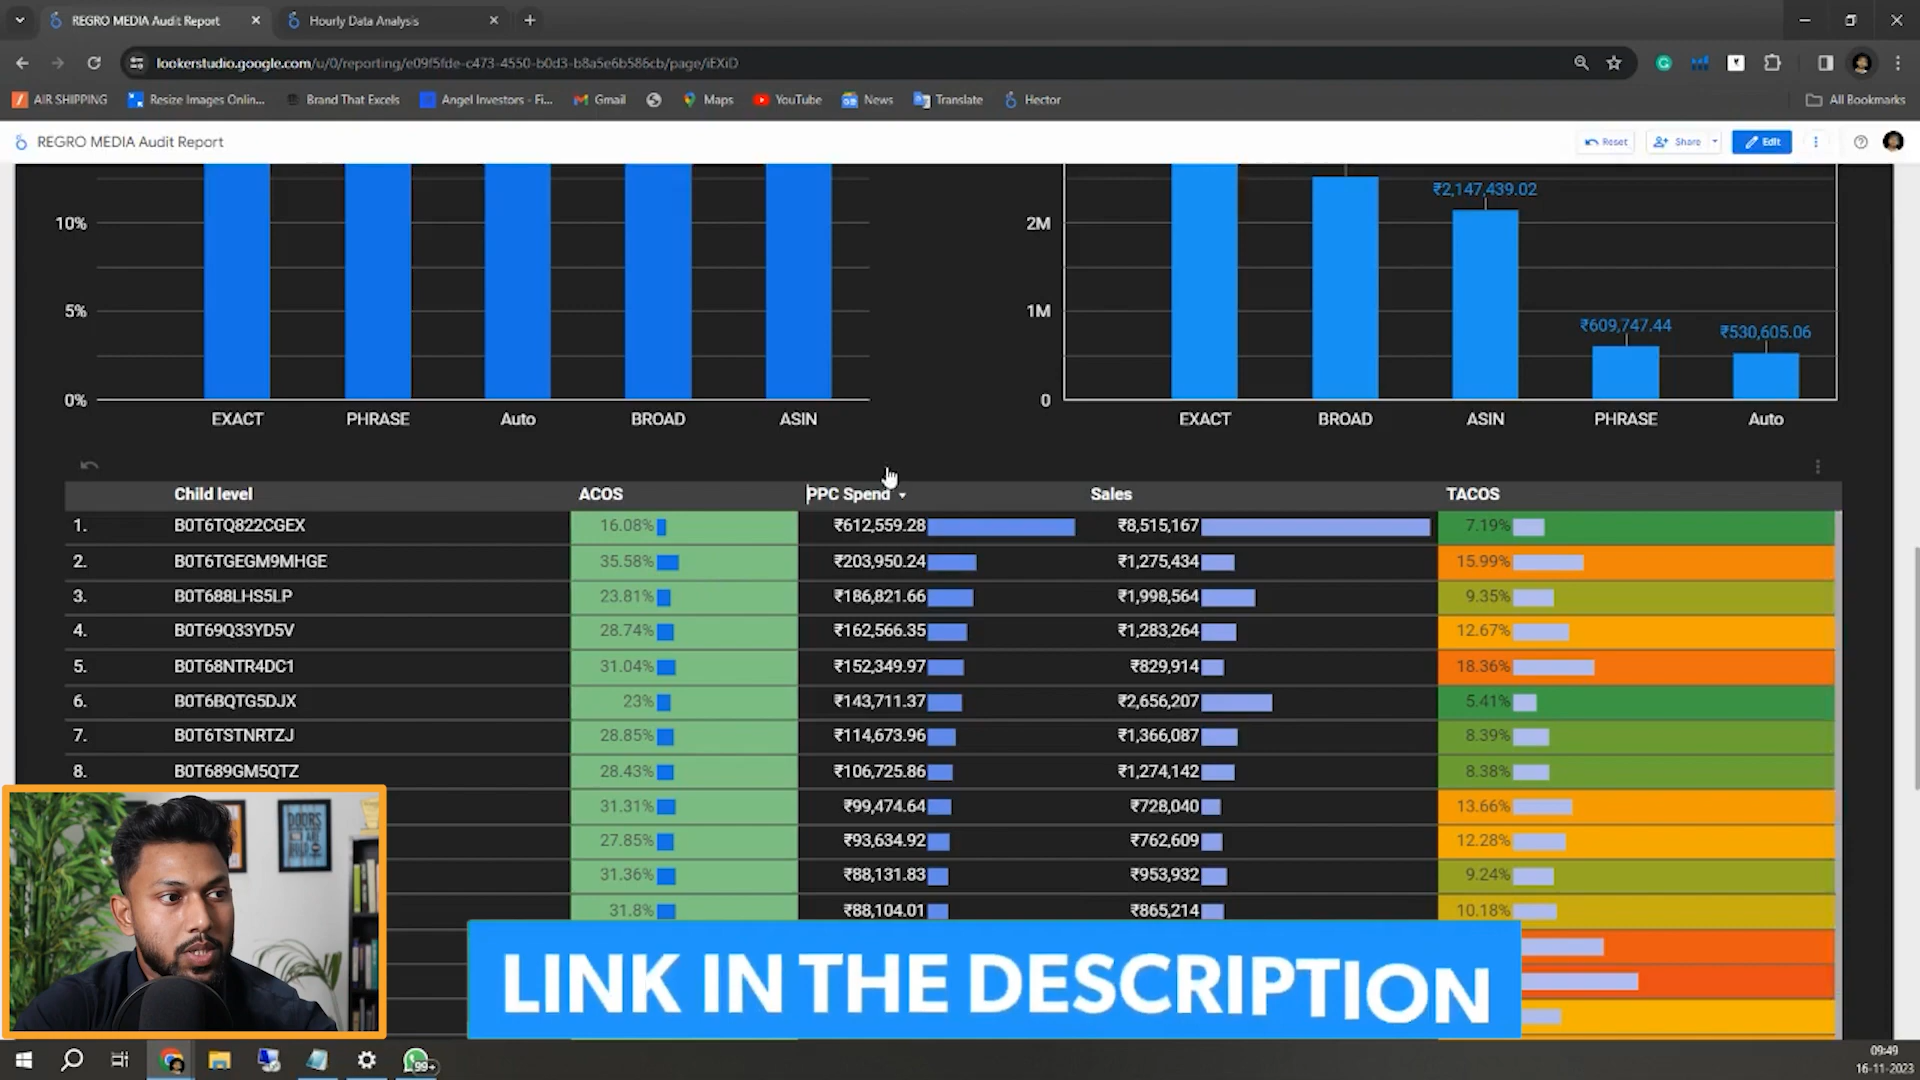 REGRO MEDIA Audit Report
Hourly Data Analysis
lookerstudio.google.com/u/0/reporting/e09f5fde-c473-4550-b0d3-b8a5e6b586cb/page/iEXiD
AIR SHIPPING Resize Images Onlin... Brand That Excels Angel Investors - Fi... Gmail Maps YouTube News Translate Hector All Bookmarks
REGRO MEDIA Audit Report Reset Share Edit
10%
5%
0%
EXACT PHRASE Auto BROAD ASIN
2M
1M
0
₹2,147,439.02
₹609,747.44
₹530,605.06
EXACT BROAD ASIN PHRASE Auto
Child level ACOS PPC Spend Sales TACOS
1. B0T6TQ822CGEX 16.08% ₹612,559.28 ₹8,515,167 7.19%
2. B0T6TGEGM9MHGE 35.58% ₹203,950.24 ₹1,275,434 15.99%
3. B0T688LHS5LP 23.81% ₹186,821.66 ₹1,998,564 9.35%
4. B0T69Q33YD5V 28.74% ₹162,566.35 ₹1,283,264 12.67%
5. B0T68NTR4DC1 31.04% ₹152,349.97 ₹829,914 18.36%
6. B0T6BQTG5DJX 23% ₹143,711.37 ₹2,656,207 5.41%
7. B0T6TSTNRTZJ 28.85% ₹114,673.96 ₹1,366,087 8.39%
8. B0T689GM5QTZ 28.43% ₹106,725.86 ₹1,274,142 8.38%
31.31% ₹99,474.64 ₹728,040 13.66%
27.85% ₹93,634.92 ₹762,609 12.28%
31.36% ₹88,131.83 ₹953,932 9.24%
31.8% ₹88,104.01 ₹865,214 10.18%
DOORS
LINK IN THE DESCRIPTION
99+
09:49
16-11-2023